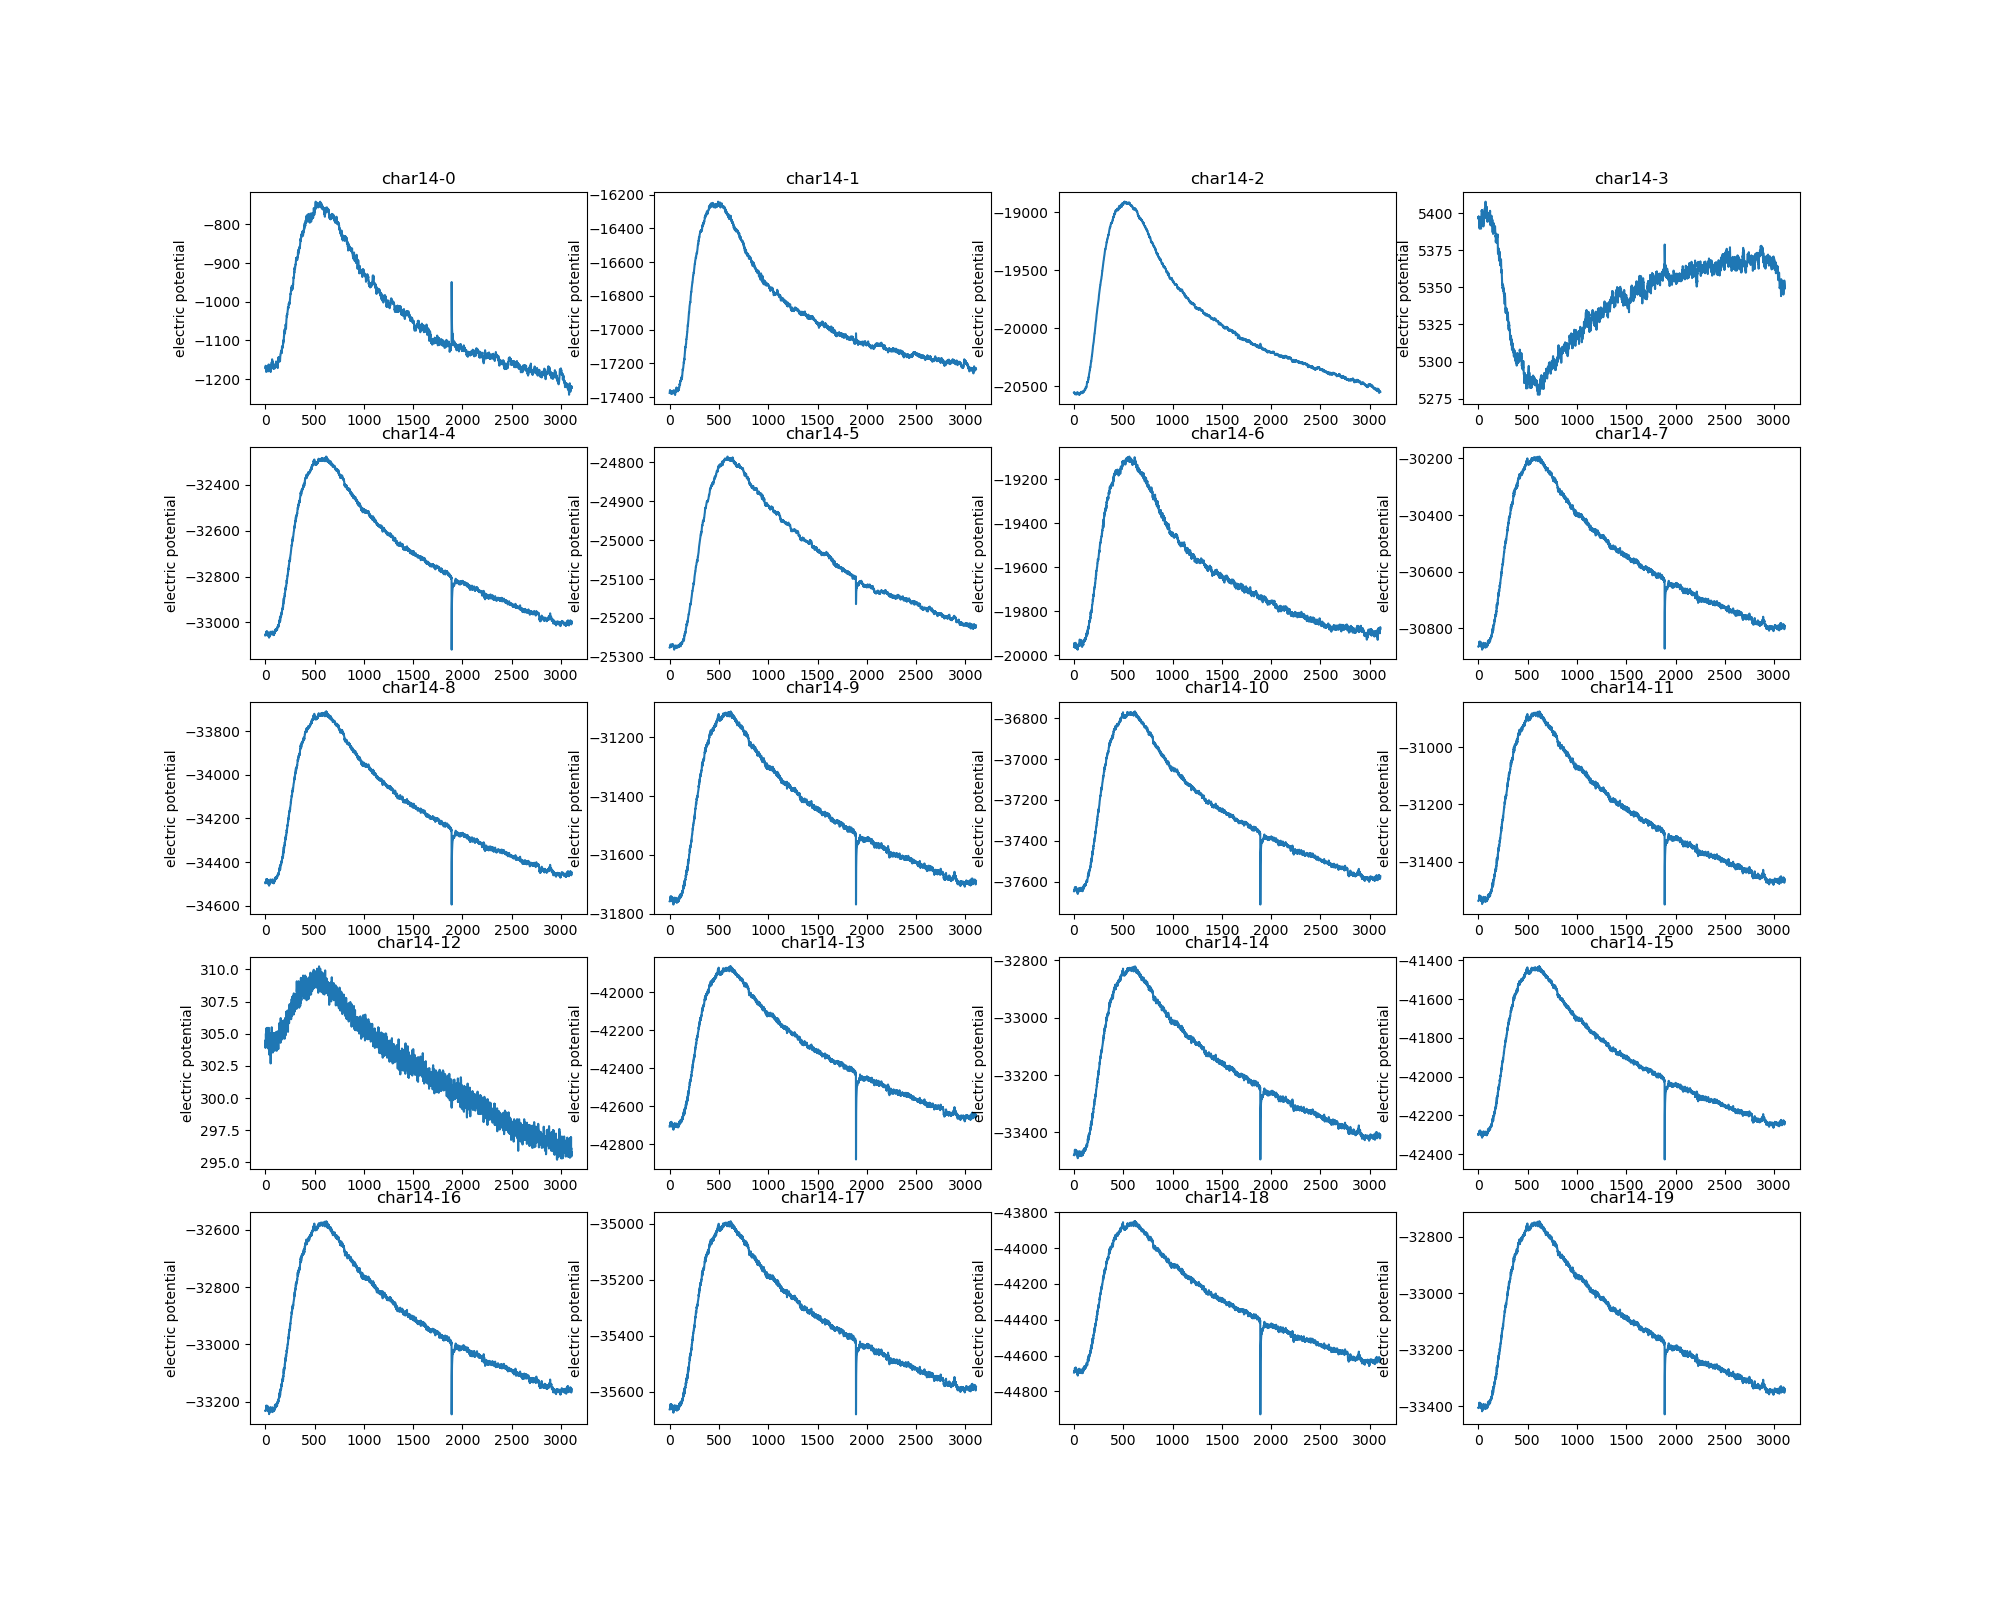 char14-0 char14-1 char14-2 char14-3
electric potential electric potential electric potential electric potential
−800 −900 −1000 −1100 −1200
−16200 −16400 −16600 −16800 −17000 −17200 −17400
−19000 −19500 −20000 −20500
5400 5375 5350 5325 5300 5275
0 500 1000 1500 2000 2500 3000 0 500 1000 1500 2000 2500 3000 0 500 1000 1500 2000 2500 3000 0 500 1000 1500 2000 2500 3000
char14-4 char14-5 char14-6 char14-7
electric potential electric potential electric potential electric potential
−32400 −32600 −32800 −33000
−24800 −24900 −25000 −25100 −25200 −25300
−19200 −19400 −19600 −19800 −20000
−30200 −30400 −30600 −30800
0 500 1000 1500 2000 2500 3000 0 500 1000 1500 2000 2500 3000 0 500 1000 1500 2000 2500 3000 0 500 1000 1500 2000 2500 3000
char14-8 char14-9 char14-10 char14-11
electric potential electric potential electric potential electric potential
−33800 −34000 −34200 −34400 −34600
−31200 −31400 −31600 −31800
−36800 −37000 −37200 −37400 −37600
−31000 −31200 −31400
0 500 1000 1500 2000 2500 3000 0 500 1000 1500 2000 2500 3000 0 500 1000 1500 2000 2500 3000 0 500 1000 1500 2000 2500 3000
char14-12 char14-13 char14-14 char14-15
electric potential electric potential electric potential electric potential
310.0 307.5 305.0 302.5 300.0 297.5 295.0
−42000 −42200 −42400 −42600 −42800
−32800 −33000 −33200 −33400
−41400 −41600 −41800 −42000 −42200 −42400
0 500 1000 1500 2000 2500 3000 0 500 1000 1500 2000 2500 3000 0 500 1000 1500 2000 2500 3000 0 500 1000 1500 2000 2500 3000
char14-16 char14-17 char14-18 char14-19
electric potential electric potential electric potential electric potential
−32600 −32800 −33000 −33200
−35000 −35200 −35400 −35600
−43800 −44000 −44200 −44400 −44600 −44800
−32800 −33000 −33200 −33400
0 500 1000 1500 2000 2500 3000 0 500 1000 1500 2000 2500 3000 0 500 1000 1500 2000 2500 3000 0 500 1000 1500 2000 2500 3000